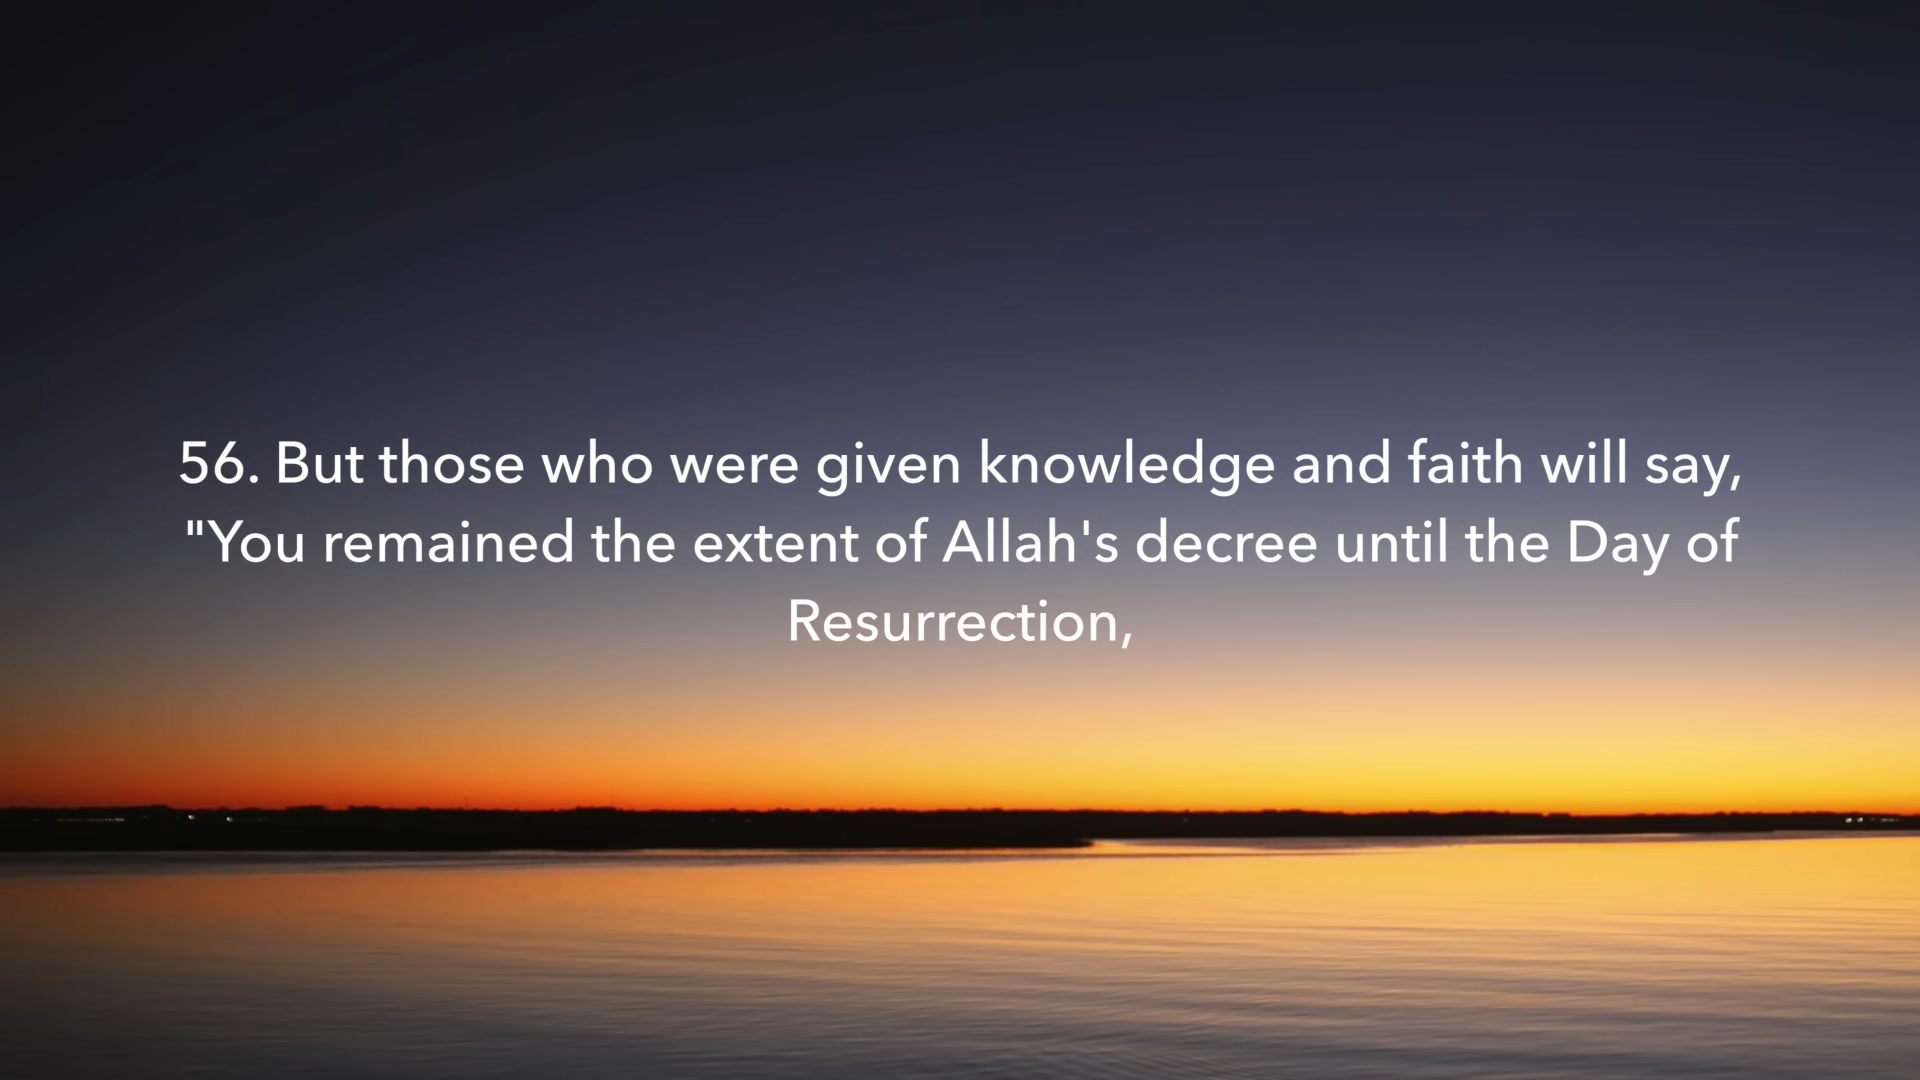 56. But those who were given knowledge and faith will say,
"You remained the extent of Allah's decree until the Day of
Resurrection,